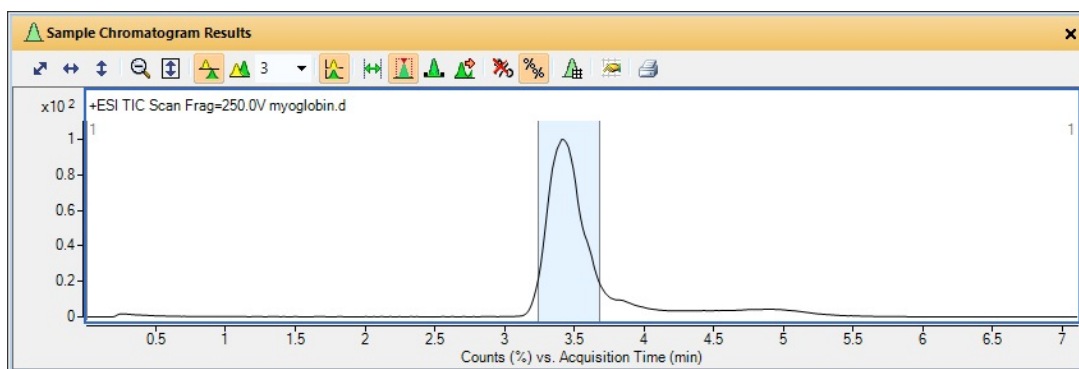 Sample Chromatogram Results
3
x10 2 +ESI TIC Scan Frag=250.0V myoglobin.d
1 1
1
0.8
0.6
0.4
0.2
0
0.5 1 1.5 2 2.5 3 3.5 4 4.5 5 5.5 6 6.5 7
Counts (%) vs. Acquisition Time (min)